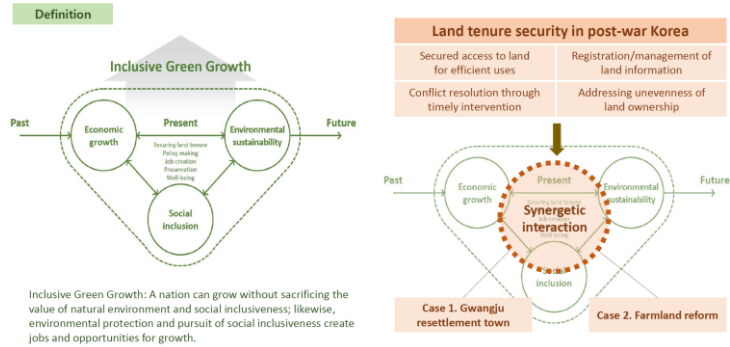 Definition
Inclusive Green Growth
Past
Present
Future
Economic
growth
Environmental
sustainability
Securing land tenure
Policy making
Job creation
Preservation
Well-being
Social
inclusion
Inclusive Green Growth: A nation can grow without sacrificing the
value of natural environment and social inclusiveness; likewise,
environmental protection and pursuit of social inclusiveness create
jobs and opportunities for growth.
Land tenure security in post-war Korea
Secured access to land
for efficient uses
Registration/management of
land information
Conflict resolution through
timely intervention
Addressing unevenness of
land ownership
Past
Present
Future
Economic
growth
Environmental
sustainability
Synergetic
interaction
inclusion
Case 1. Gwangju
resettlement town
Case 2. Farmland reform